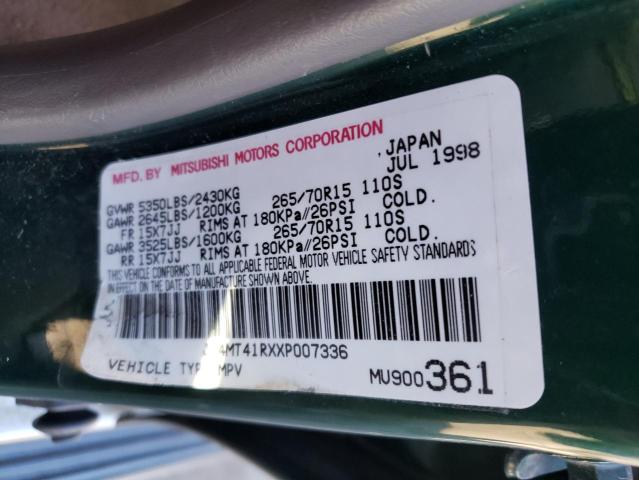 MFD. BY MITSUBISHI MOTORS CORPORATION , JAPAN
JUL 1998
GVWR 5350LBS/2430KG
GAWR 2645LBS/1200KG 265/70R15 110S
FR 15X7JJ RIMS AT 180KPa/26PSI COLD.
GAWR 3525LBS/1600KG 265/70R15 110S
RR 15X7JJ RIMS AT 180KPa/26PSI COLD.
THIS VEHICLE CONFORMS TO ALL APPLICABLE FEDERAL MOTOR VEHICLE SAFETY STANDARDS
IN EFFECT ON THE DATE OF MANUFACTURE SHOWN ABOVE.
4MT41RXXP007336
VEHICLE TYPE MPV MU900361